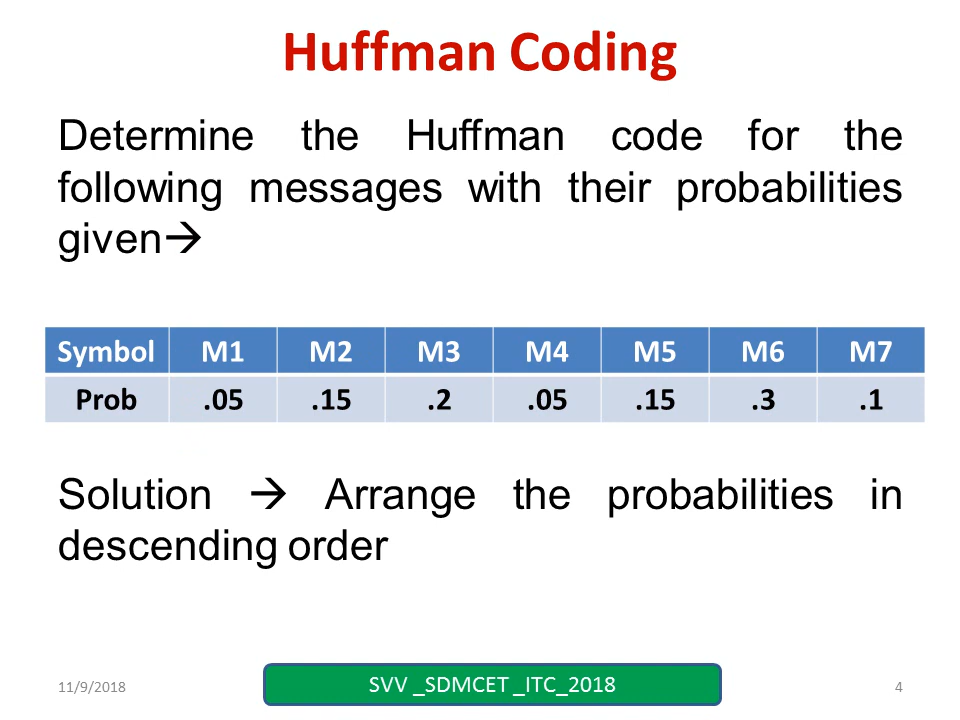 Huffman Coding
Determine the Huffman code for the
following messages with their probabilities
given→
Symbol M1 M2 M3 M4 M5 M6 M7
Prob .05 .15 .2 .05 .15 .3 .1
Solution → Arrange the probabilities in
descending order
11/9/2018 SVV _SDMCET _ITC_2018 4